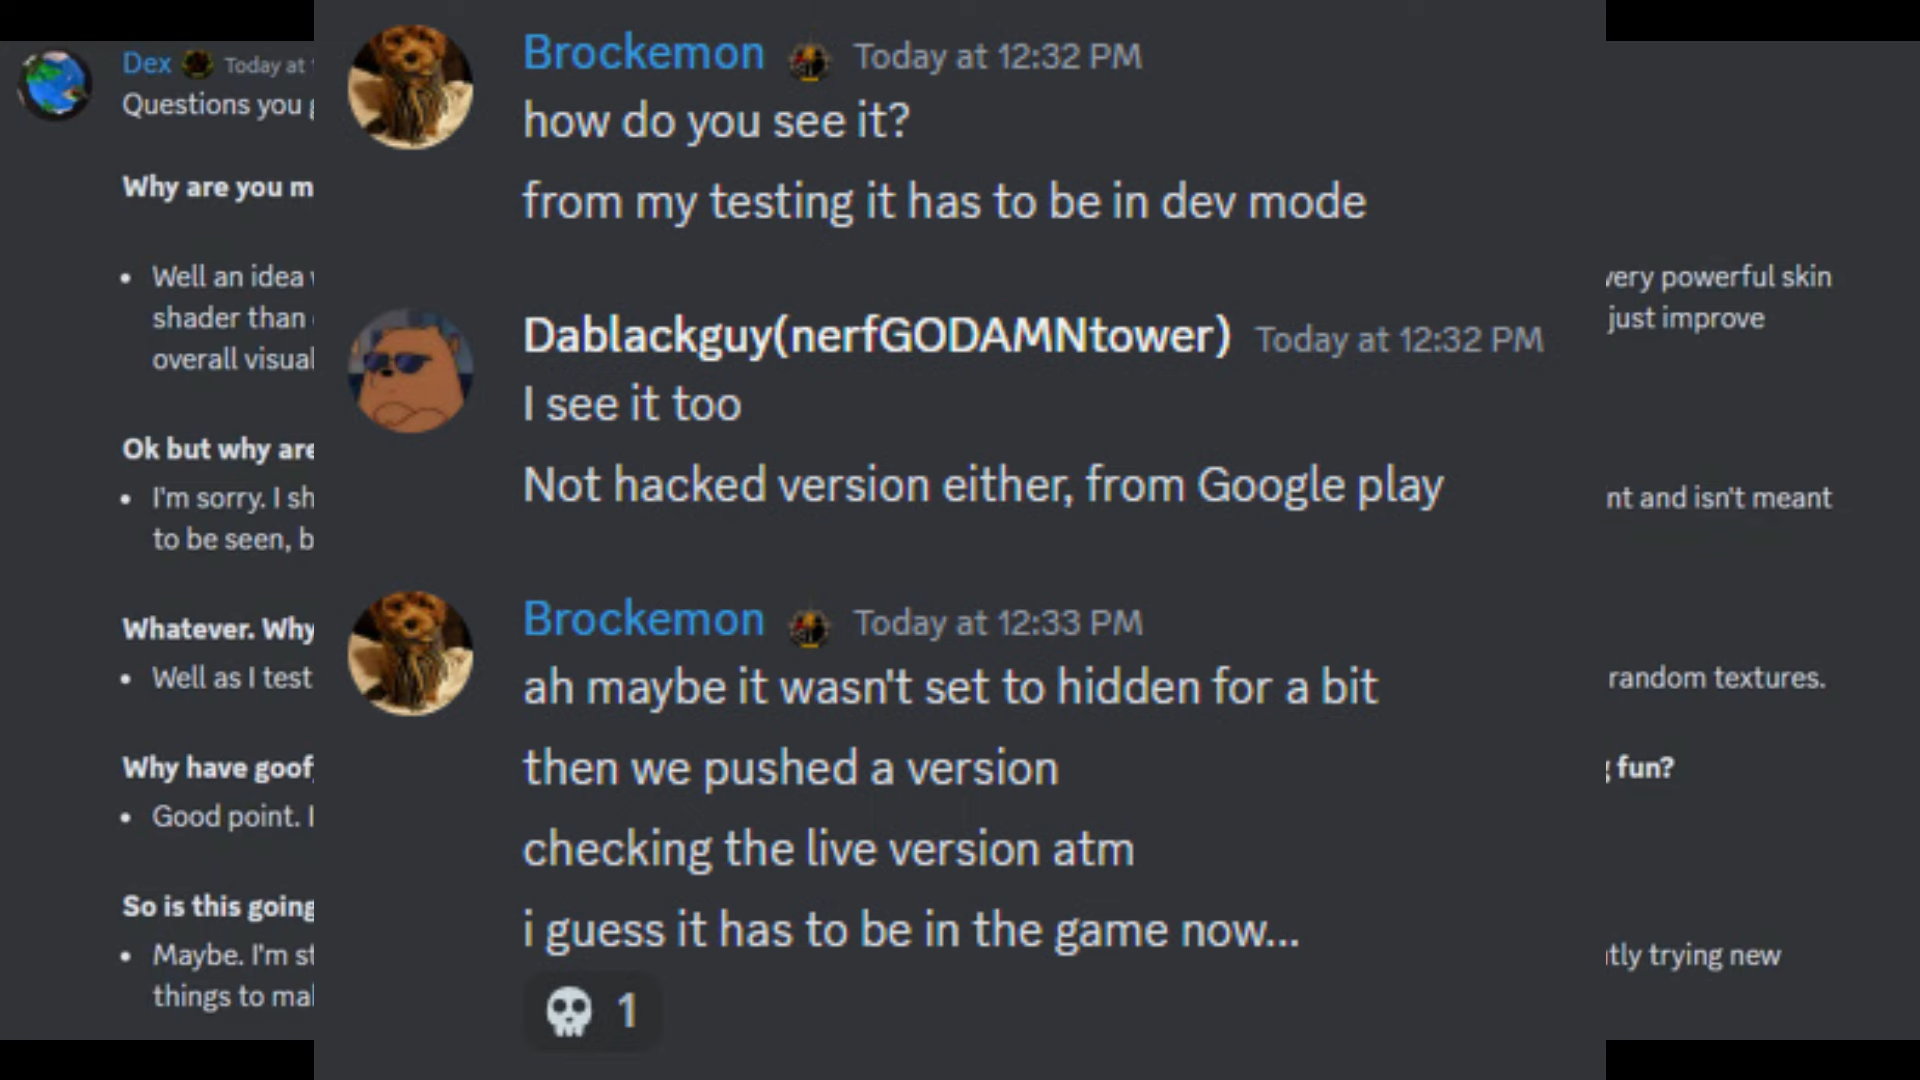 Dex Today at
Questions you
Why are you m
Well an idea
shader than
overall visual
Ok but why are
I'm sorry. I sh
to be seen, b
Whatever. Why
Well as I test
Why have goof
Good point. I
So is this going
Maybe. I'm st
things to mal
Brockemon Today at 12:32 PM
how do you see it?
from my testing it has to be in dev mode
Dablackguy(nerfGODAMNtower) Today at 12:32 PM
I see it too
Not hacked version either, from Google play
Brockemon Today at 12:33 PM
ah maybe it wasn't set to hidden for a bit
then we pushed a version
checking the live version atm
i guess it has to be in the game now...
1
very powerful skin
just improve
nt and isn't meant
random textures.
fun?
tly trying new